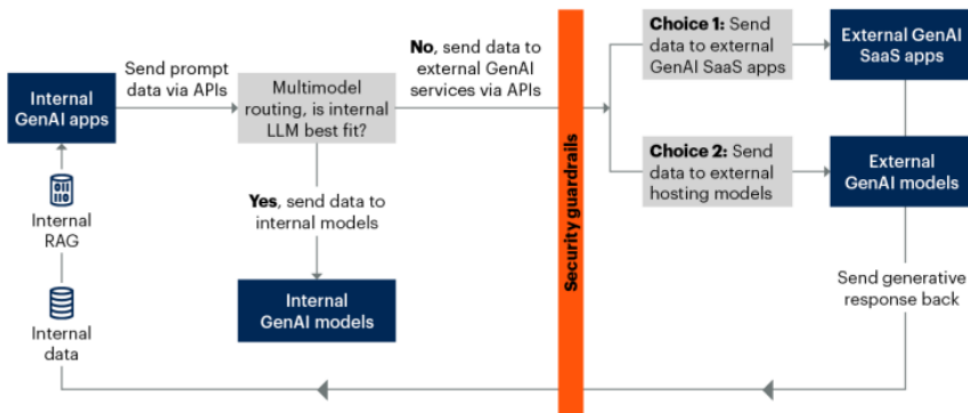 Internal
GenAI apps
Send prompt
data via APIs
Multimodel
routing, is internal
LLM best fit?
No, send data to
external GenAI
services via APIs
Yes, send data to
internal models
Internal
GenAI models
Internal
RAG
Internal
data
Security guardrails
Choice 1: Send
data to external
GenAI SaaS apps
External GenAI
SaaS apps
Choice 2: Send
data to external
hosting models
External
GenAI models
Send generative
response back